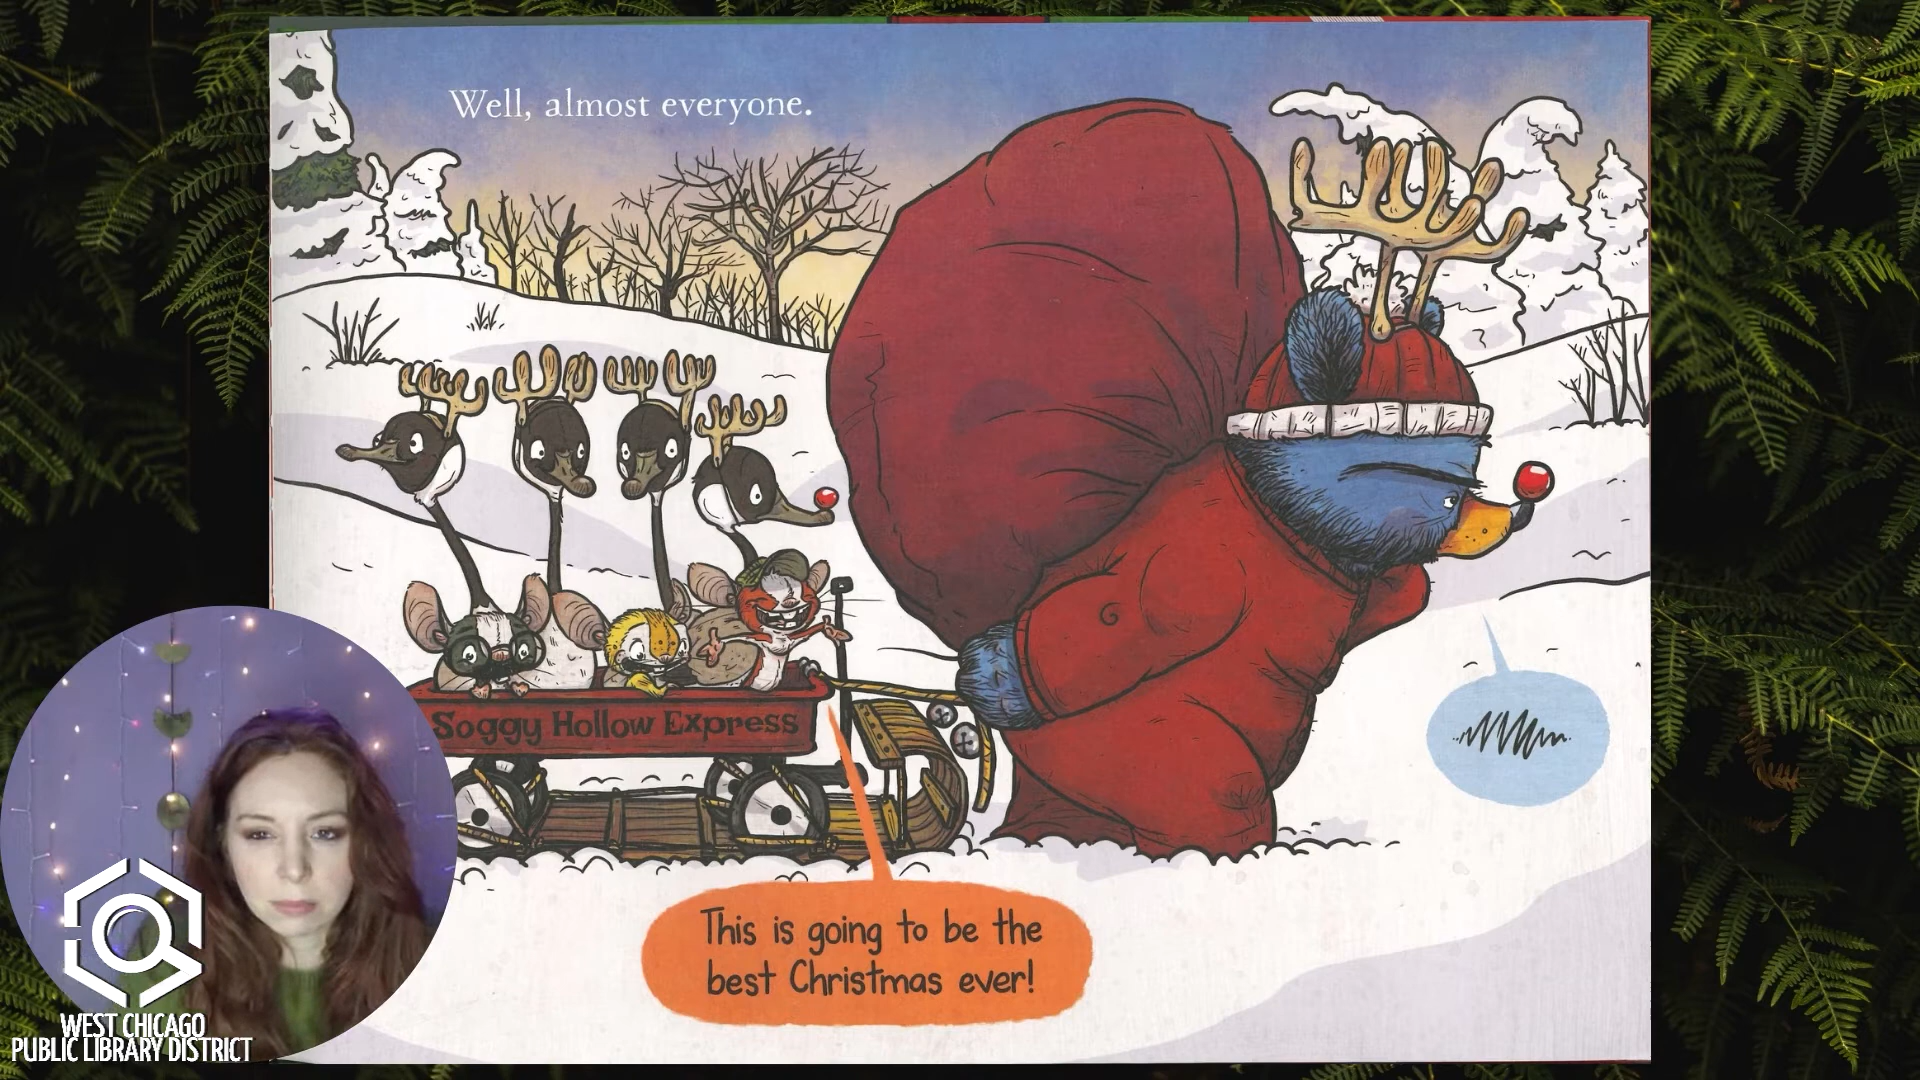 Well, almost everyone.
Soggy Hollow Express
This is going to be the
best Christmas ever!
WEST CHICAGO
PUBLIC LIBRARY DISTRICT